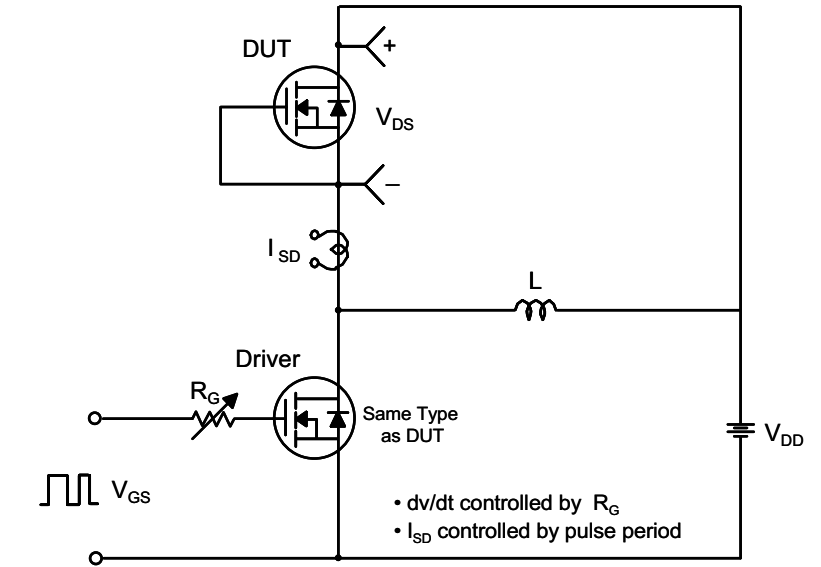 DUT
+
V_DS
–
I_SD
L
Driver
R_G
Same Type
as DUT
V_DD
V_GS
• dv/dt controlled by R_G
• I_SD controlled by pulse period